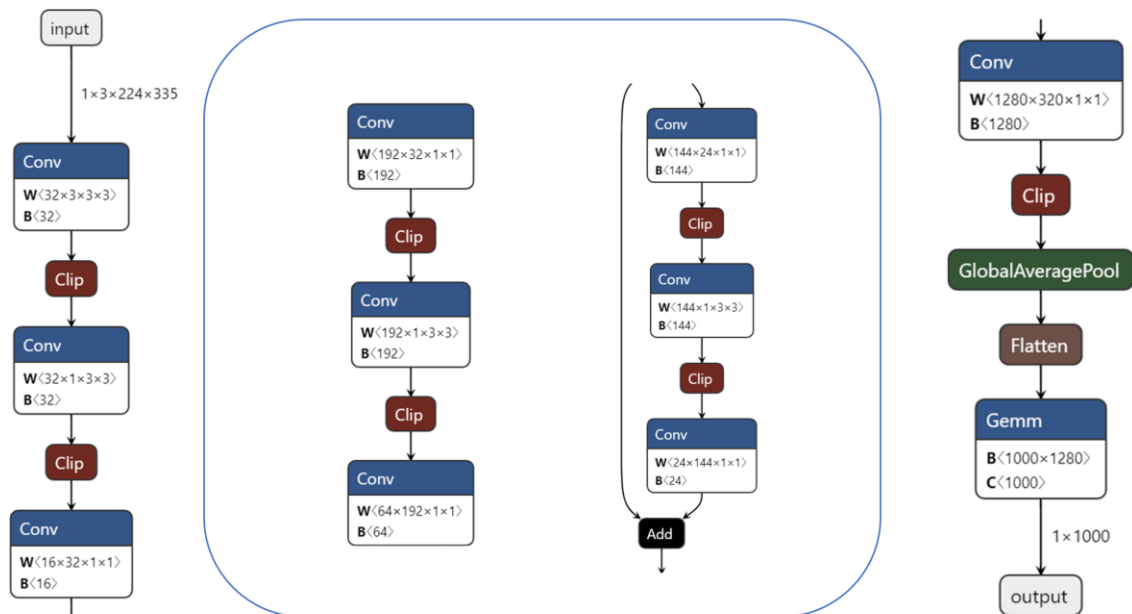 input
1×3×224×335
Conv
W⟨32×3×3×3⟩
B⟨32⟩
Clip
Conv
W⟨32×1×3×3⟩
B⟨32⟩
Clip
Conv
W⟨16×32×1×1⟩
B⟨16⟩
Conv
W⟨192×32×1×1⟩
B⟨192⟩
Clip
Conv
W⟨192×1×3×3⟩
B⟨192⟩
Clip
Conv
W⟨64×192×1×1⟩
B⟨64⟩
Conv
W⟨144×24×1×1⟩
B⟨144⟩
Clip
Conv
W⟨144×1×3×3⟩
B⟨144⟩
Clip
Conv
W⟨24×144×1×1⟩
B⟨24⟩
Add
Conv
W⟨1280×320×1×1⟩
B⟨1280⟩
Clip
GlobalAveragePool
Flatten
Gemm
B⟨1000×1280⟩
C⟨1000⟩
1×1000
output